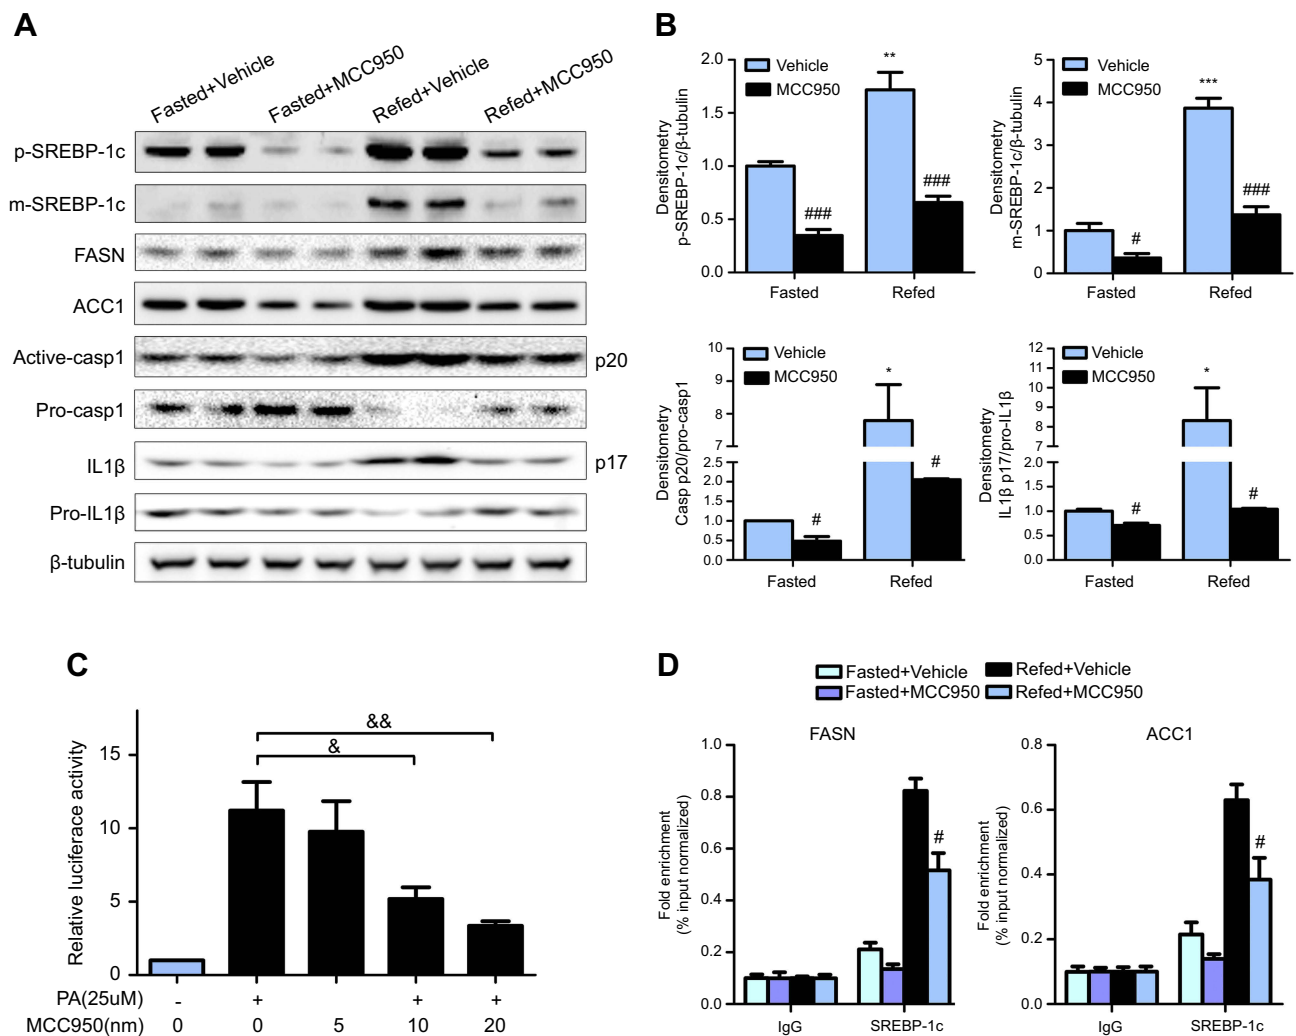 A
Fasted+Vehicle
Fasted+MCC950
Refed+Vehicle
Refed+MCC950
p-SREBP-1c
m-SREBP-1c
FASN
ACC1
Active-casp1
p20
Pro-casp1
IL1β
p17
Pro-IL1β
β-tubulin
B
Densitometry
p-SREBP-1c/β-tubulin
2.0
1.5
1.0
0.5
0.0
Vehicle
MCC950
###
**
###
Fasted
Refed
Densitometry
m-SREBP-1c/β-tubulin
5
4
3
2
1
0
Vehicle
MCC950
#
***
###
Fasted
Refed
Densitometry
Casp p20/pro-casp1
10
9
8
7
2.5
2.0
1.5
1.0
0.5
0.0
Vehicle
MCC950
#
*
#
Fasted
Refed
Densitometry
IL1β p17/pro-IL1β
12
11
10
9
8
7
2.0
1.5
1.0
0.5
0.0
Vehicle
MCC950
#
*
#
Fasted
Refed
C
Relative luciferace activity
15
10
5
0
&&
&
PA(25uM) - + + +
MCC950(nm) 0 0 5 10 20
D
Fasted+Vehicle Refed+Vehicle
Fasted+MCC950 Refed+MCC950
FASN
Fold enrichment
(% input normalized)
1.0
0.8
0.6
0.4
0.2
0.0
#
IgG
SREBP-1c
ACC1
Fold enrichment
(% input normalized)
0.8
0.6
0.4
0.2
0.0
#
IgG
SREBP-1c